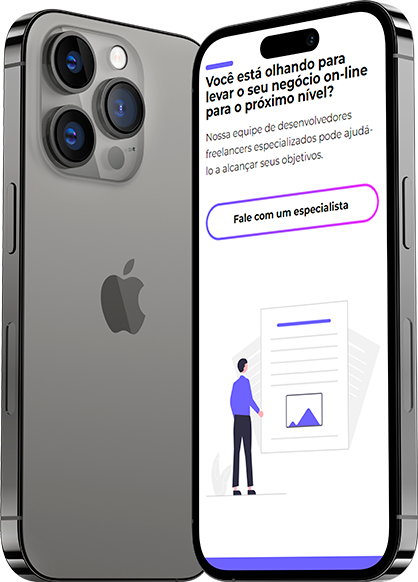 Você está olhando para
levar o seu negócio on-line
para o próximo nível?
Nossa equipe de desenvolvedores
freelancers especializados pode ajudá-
lo a alcançar seus objetivos.
Fale com um especialista